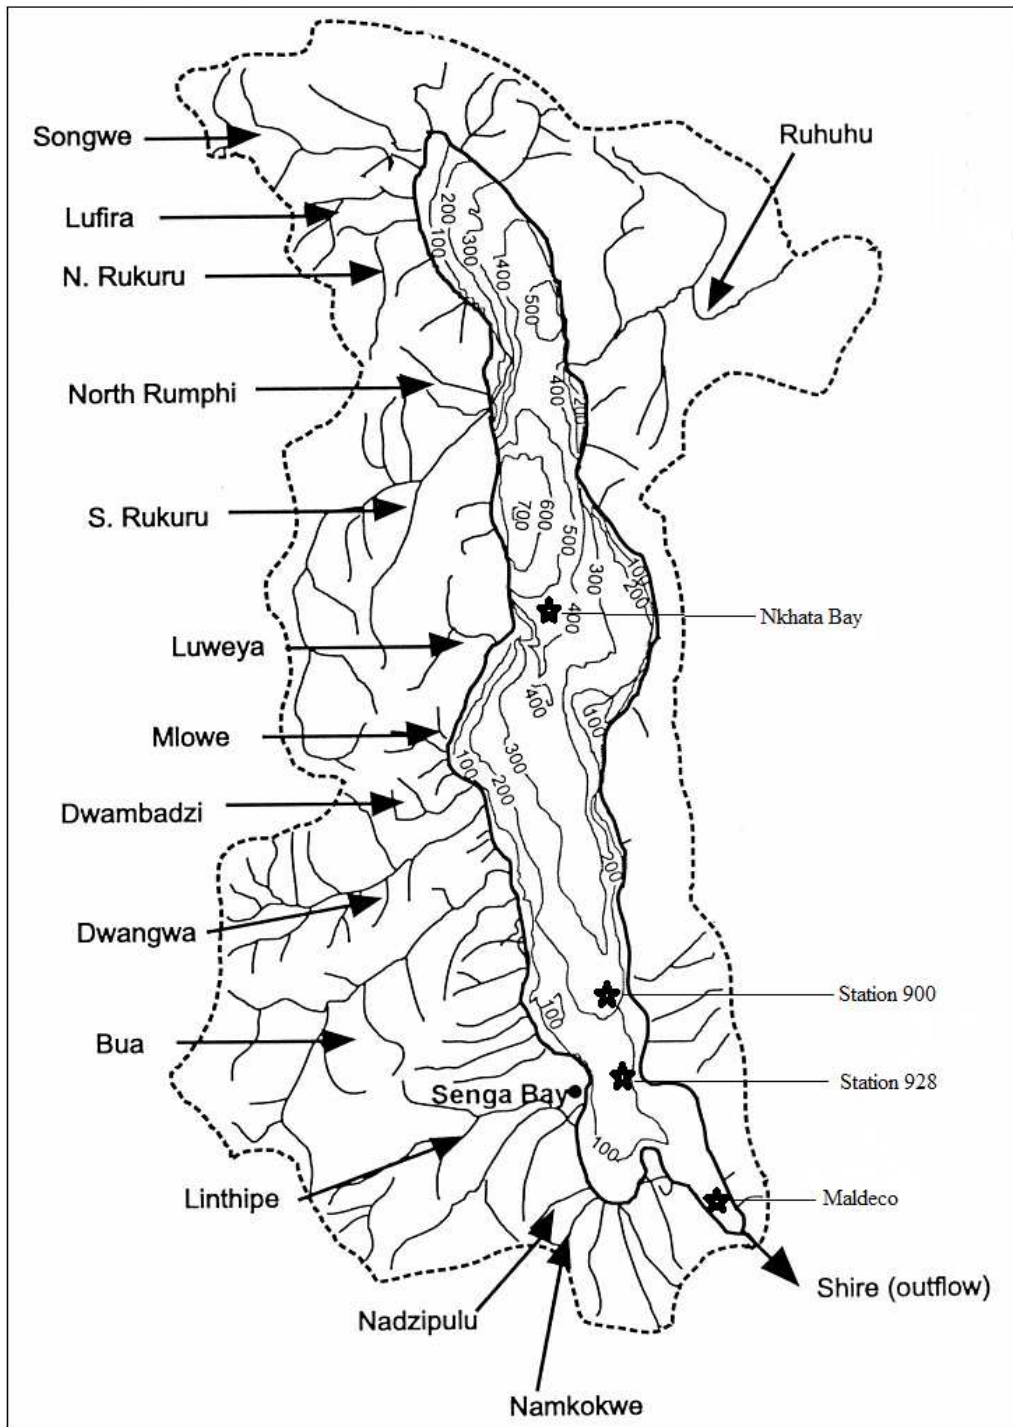 Songwe
Ruhuhu
Lufira
200
300
100
N. Rukuru
400
500
North Rumphi
400
200
S. Rukuru
600
700
500
300
100
200
Nkhata Bay
400
Luweya
400
100
Mlowe
300
100
200
Dwambadzi
200
Dwangwa
Station 900
100
Bua
Station 928
Senga Bay
100
Linthipe
Maldeco
Shire (outflow)
Nadzipulu
Namkokwe